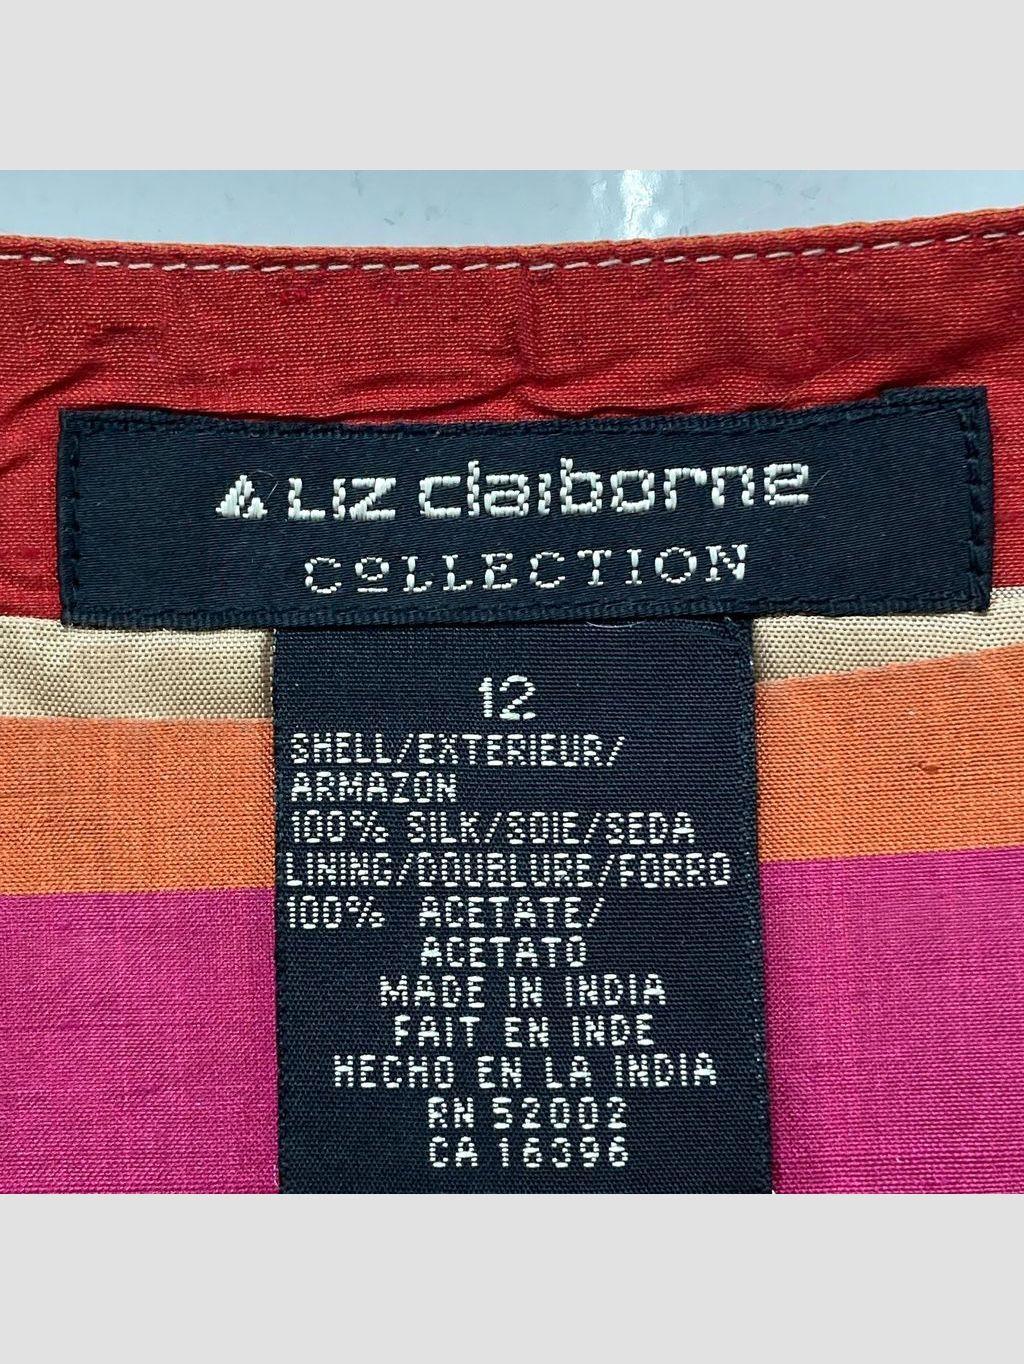 LIZ claiborne
COLLECTION
12
SHELL/EXTERIEUR/
ARMAZON
100% SILK/SOIE/SEDA
LINING/DOUBLURE/FORRO
100% ACETATE/
ACETATO
MADE IN INDIA
FAIT EN INDE
HECHO EN LA INDIA
RN 52002
CA 16396